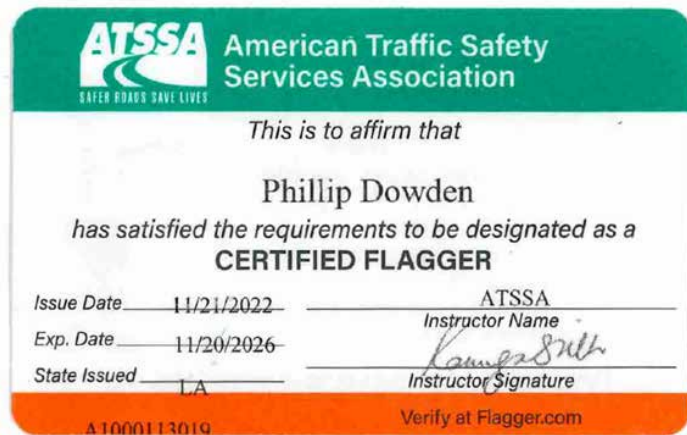 ATSSA
SAFER ROADS SAVE LIVES
American Traffic Safety
Services Association
This is to affirm that
Phillip Dowden
has satisfied the requirements to be designated as a
CERTIFIED FLAGGER
Issue Date 11/21/2022
ATSSA
Instructor Name
Exp. Date 11/20/2026
State Issued LA
Instructor Signature
A1000113019
Verify at Flagger.com